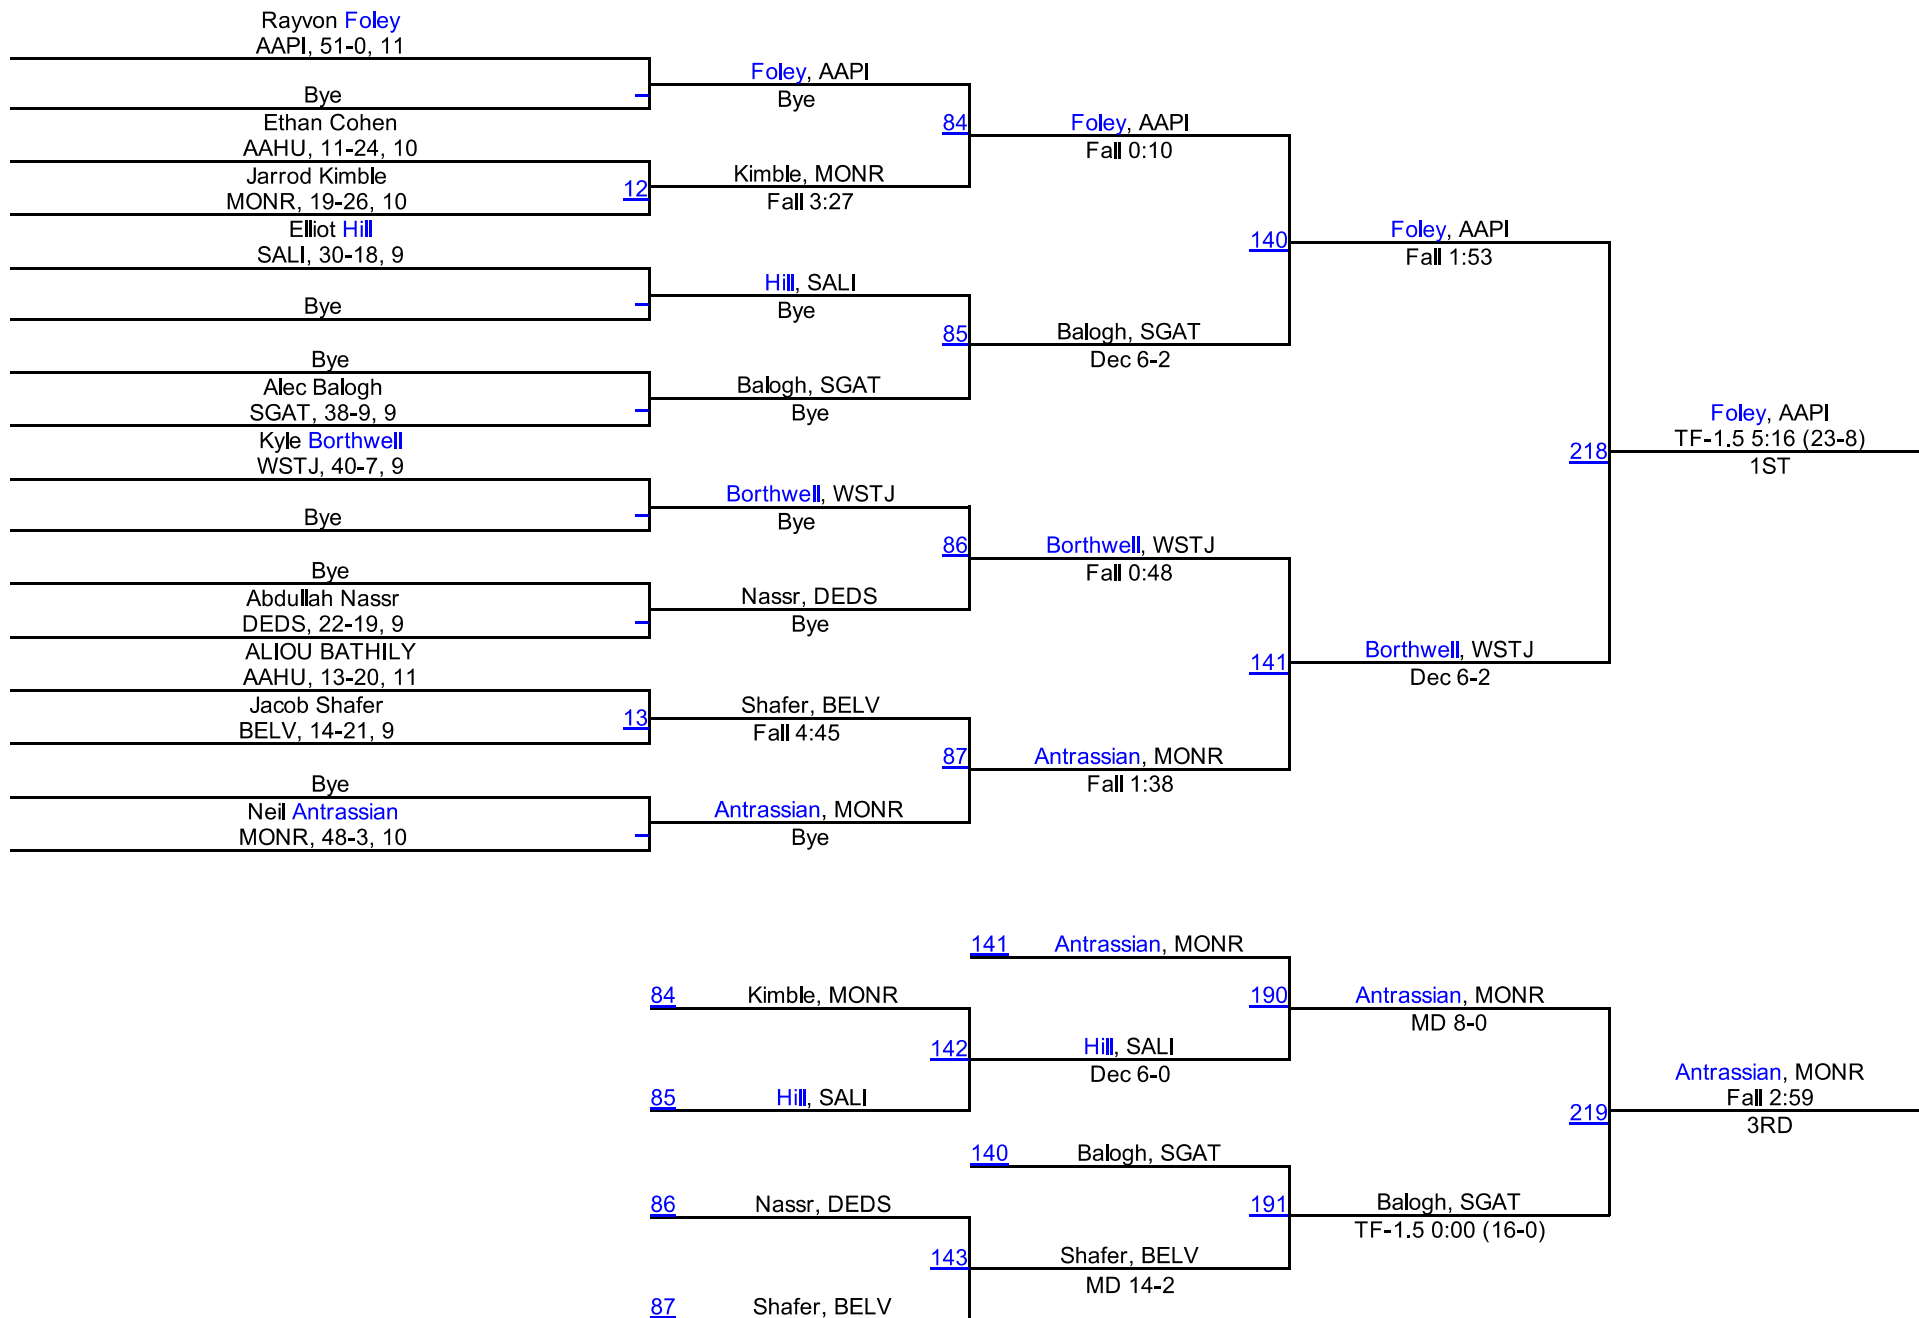 Rayvon Foley
AAPI, 51-0, 11
Bye
Ethan Cohen
AAHU, 11-24, 10
Jarrod Kimble
MONR, 19-26, 10
12
Elliot Hill
SALI, 30-18, 9
Bye
Bye
Alec Balogh
SGAT, 38-9, 9
Kyle Borthwell
WSTJ, 40-7, 9
Bye
Bye
Abdullah Nassr
DEDS, 22-19, 9
ALIOU BATHILY
AAHU, 13-20, 11
Jacob Shafer
BELV, 14-21, 9
13
Bye
Neil Antrassian
MONR, 48-3, 10
Foley, AAPI
Bye
84
Kimble, MONR
Fall 3:27
Hill, SALI
Bye
85
Balogh, SGAT
Bye
Borthwell, WSTJ
Bye
86
Nassr, DEDS
Bye
Shafer, BELV
Fall 4:45
87
Antrassian, MONR
Bye
Foley, AAPI
Fall 0:10
140
Balogh, SGAT
Dec 6-2
Borthwell, WSTJ
Fall 0:48
141
Antrassian, MONR
Fall 1:38
Foley, AAPI
Fall 1:53
218
Borthwell, WSTJ
Dec 6-2
Foley, AAPI
TF-1.5 5:16 (23-8)
1ST
141 Antrassian, MONR
84 Kimble, MONR
190
142
Hill, SALI
Dec 6-0
85 Hill, SALI
Antrassian, MONR
MD 8-0
140 Balogh, SGAT
86 Nassr, DEDS
191
143
Shafer, BELV
MD 14-2
87 Shafer, BELV
Balogh, SGAT
TF-1.5 0:00 (16-0)
219
Antrassian, MONR
Fall 2:59
3RD